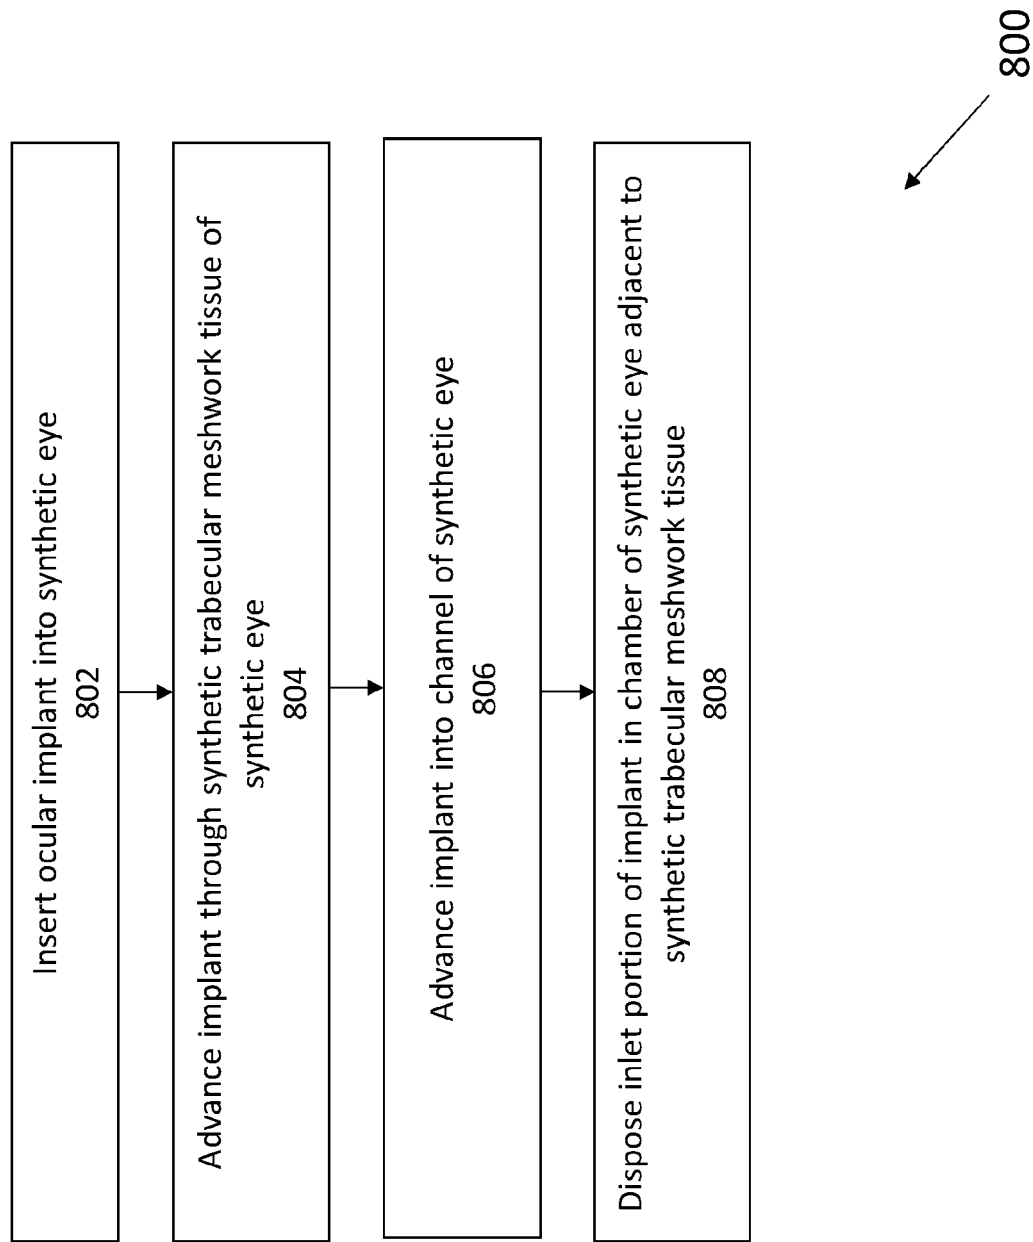 Insert ocular implant into synthetic eye
802
Advance implant through synthetic trabecular meshwork tissue of
synthetic eye
804
Advance implant into channel of synthetic eye
806
Dispose inlet portion of implant in chamber of synthetic eye adjacent to
synthetic trabecular meshwork tissue
808
800